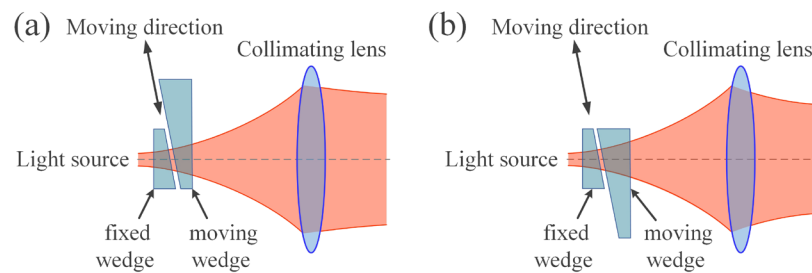 (a)
Moving direction
Collimating lens
Light source
fixed
wedge
moving
wedge
(b)
Moving direction
Collimating lens
Light source
fixed
wedge
moving
wedge